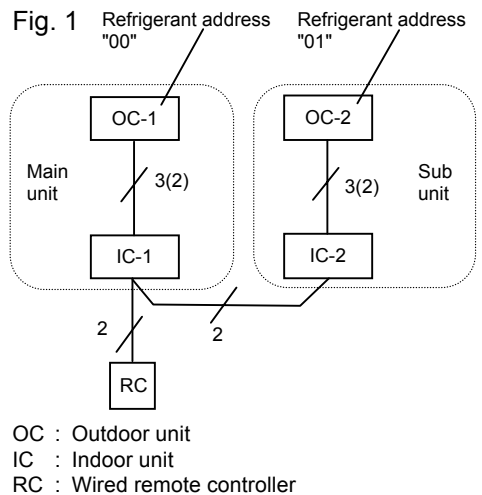 Fig. 1
Refrigerant address
"00"
Refrigerant address
"01"
OC-1
OC-2
Main
unit
3(2)
3(2)
Sub
unit
IC-1
IC-2
2
2
RC
OC : Outdoor unit
IC : Indoor unit
RC : Wired remote controller